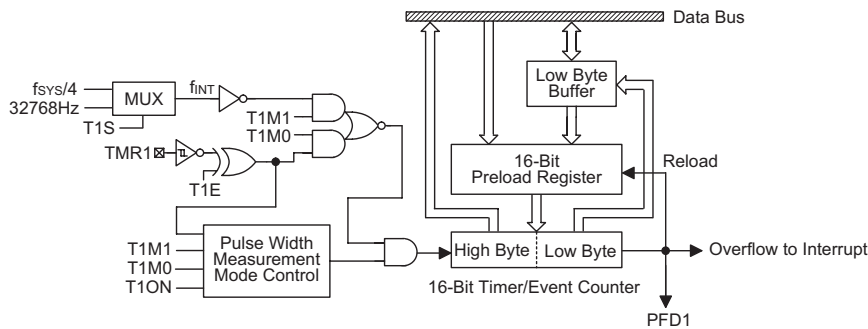 Data Bus
Low Byte
Buffer
fSYS/4
32768Hz
MUX
fINT
T1S
T1M1
T1M0
TMR1
T1E
16-Bit
Preload Register
Reload
Pulse Width
Measurement
Mode Control
T1M1
T1M0
T1ON
High Byte
Low Byte
Overflow to Interrupt
16-Bit Timer/Event Counter
PFD1